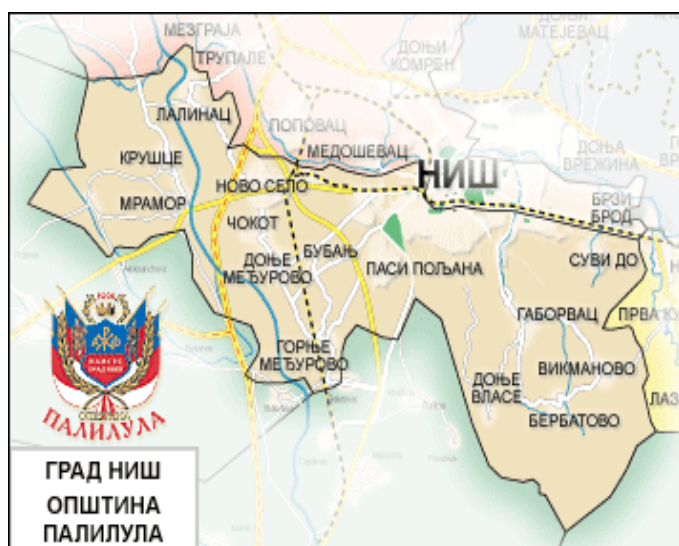 МЕЗГРАЈА
ТРУПАЛЕ
ДОЊИ
КОМРЕН
ДОЊИ
МАТЕЈЕВАЦ
ЛАЛИНАЦ
ПОПОВАЦ
МЕДОШЕВАЦ
ДОЊА
ВРЕЖИНА
КРУШЦЕ
НОВО СЕЛО
НИШ
МРАМОР
ЧОКОТ
БРЗИ
БРОД
ДОЊЕ
МЕЂУРОВО
БУБАЊ
ПАСИ ПОЉАНА
СУВИ ДО
ГАБОРВАЦ
ПРВА
ГОРЊЕ
МЕЂУРОВО
ДОЊЕ
ВЛАСЕ
ВИКМАНОВО
БЕРБАТОВО
ЛАЗ
1906
ОПШТИНА
ПАЛИЛУЛА
ГРАД НИШ
ОПШТИНА
ПАЛИЛУЛА